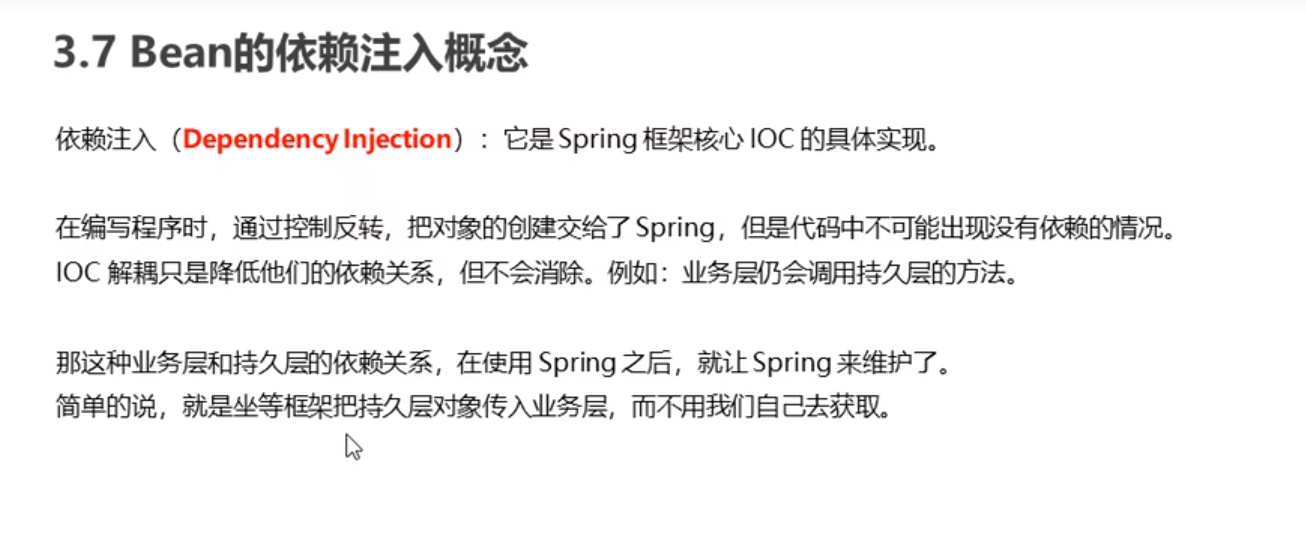 3.7 Bean的依赖注入概念
依赖注入（Dependency Injection）：它是 Spring 框架核心 IOC 的具体实现。
在编写程序时，通过控制反转，把对象的创建交给了 Spring，但是代码中不可能出现没有依赖的情况。
IOC 解耦只是降低他们的依赖关系，但不会消除。例如：业务层仍会调用持久层的方法。
那这种业务层和持久层的依赖关系，在使用 Spring 之后，就让 Spring 来维护了。
简单的说，就是坐等框架把持久层对象传入业务层，而不用我们自己去获取。